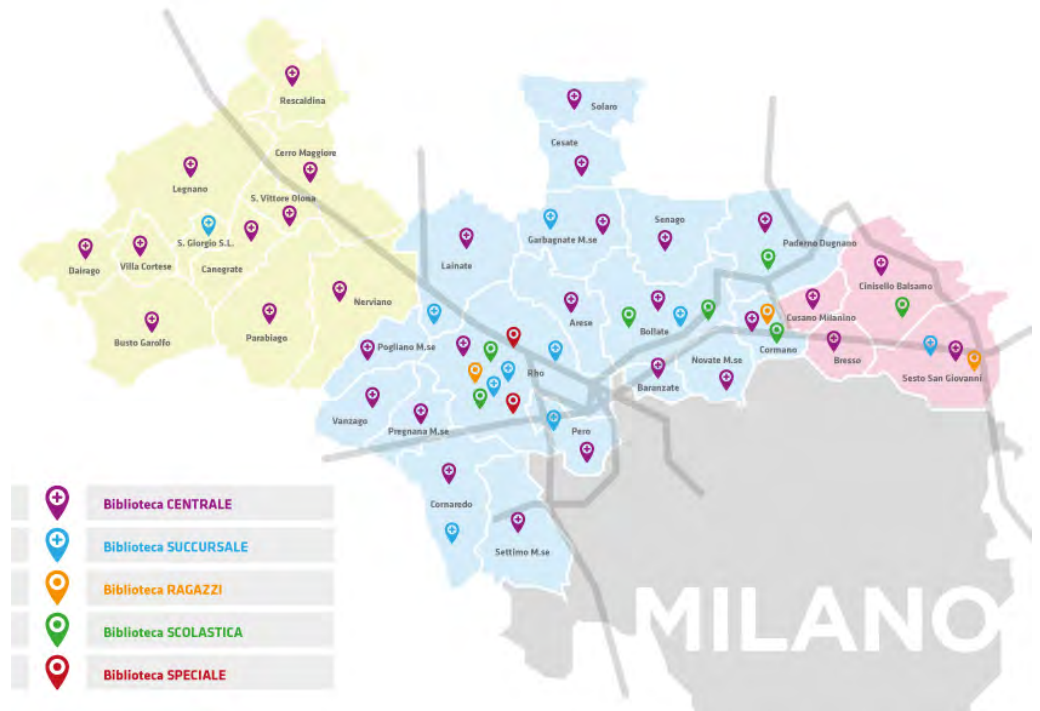 Rescaldina
Solaro
Cesate
Cerro Maggiore
Legnano
S. Vittore Olona
Senago
S. Giorgio S.L.
Garbagnate M.se
Paderno Dugnano
Dairago
Villa Cortese
Canegrate
Lainate
Cinisello Balsamo
Nerviano
Cusano Milanino
Arese
Bollate
Busto Garolfo
Parabiago
Pogliano M.se
Cormano
Novate M.se
Bresso
Rho
Baranzate
Sesto San Giovanni
Vanzago
Pregnana M.se
Pero
Cornaredo
Settimo M.se
Biblioteca CENTRALE
Biblioteca SUCCURSALE
Biblioteca RAGAZZI
Biblioteca SCOLASTICA
Biblioteca SPECIALE
MILANO